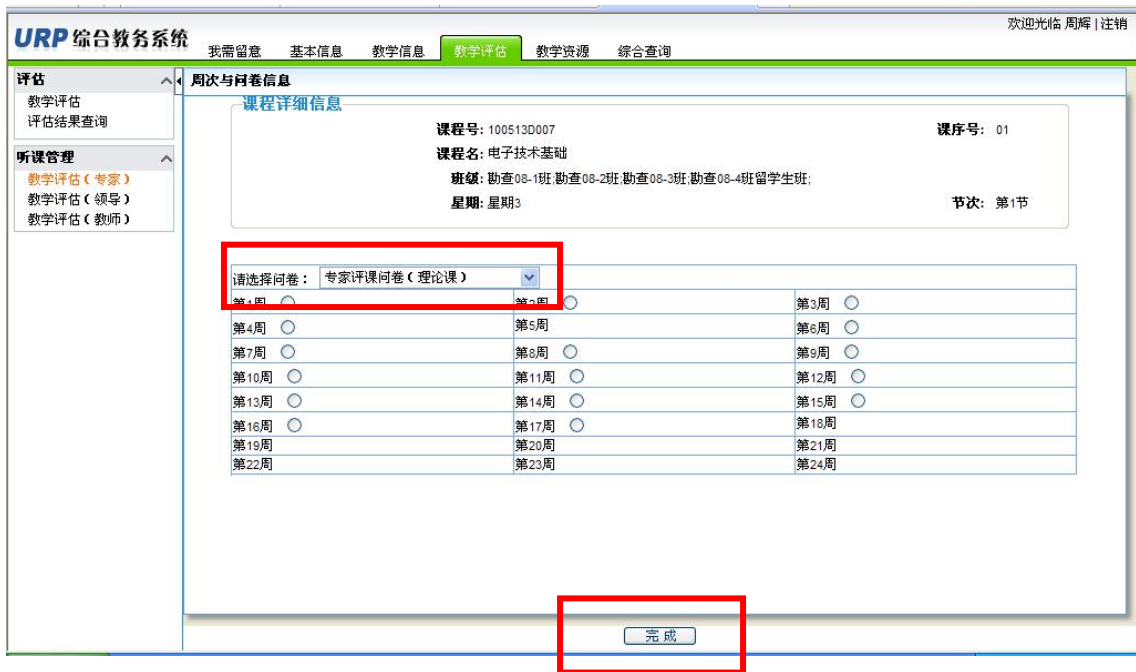 欢迎光临 周辉 | 注销
URP 综合教务系统
我需留意 基本信息 教学信息 教学评估 教学资源 综合查询
评估
教学评估
评估结果查询
听课管理
教学评估(专家)
教学评估(领导)
教学评估(教师)
周次与问卷信息
课程详细信息
课程号: 100513D007 课序号: 01
课程名: 电子技术基础
班级: 勘查08-1班;勘查08-2班;勘查08-3班;勘查08-4班留学生班;
星期: 星期3 节次: 第1节
请选择问卷: 专家评课问卷(理论课)
第1周 第2周 第3周
第4周 第5周 第6周
第7周 第8周 第9周
第10周 第11周 第12周
第13周 第14周 第15周
第16周 第17周 第18周
第19周 第20周 第21周
第22周 第23周 第24周
完成